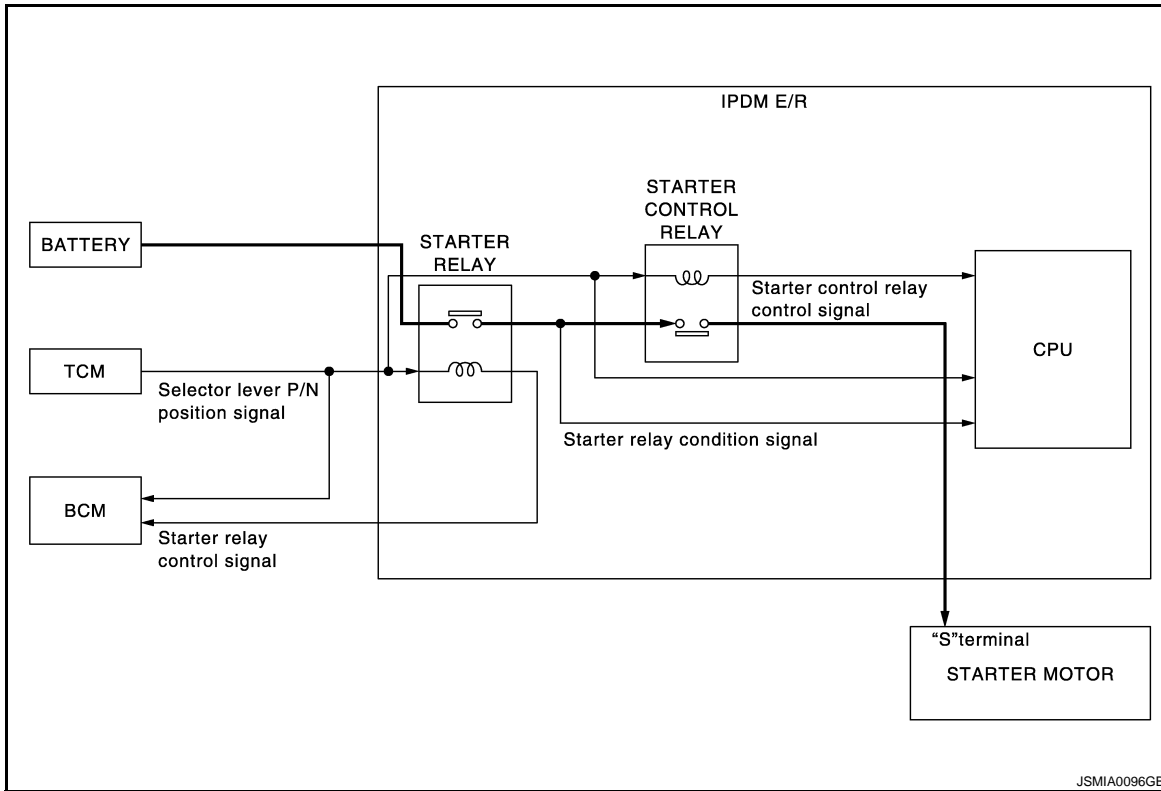 IPDM E/R
STARTER
CONTROL
RELAY
BATTERY
STARTER
RELAY
Starter control relay
control signal
CPU
TCM
Selector lever P/N
position signal
Starter relay condition signal
BCM
Starter relay
control signal
“S”terminal
STARTER MOTOR
JSMIA0096GB